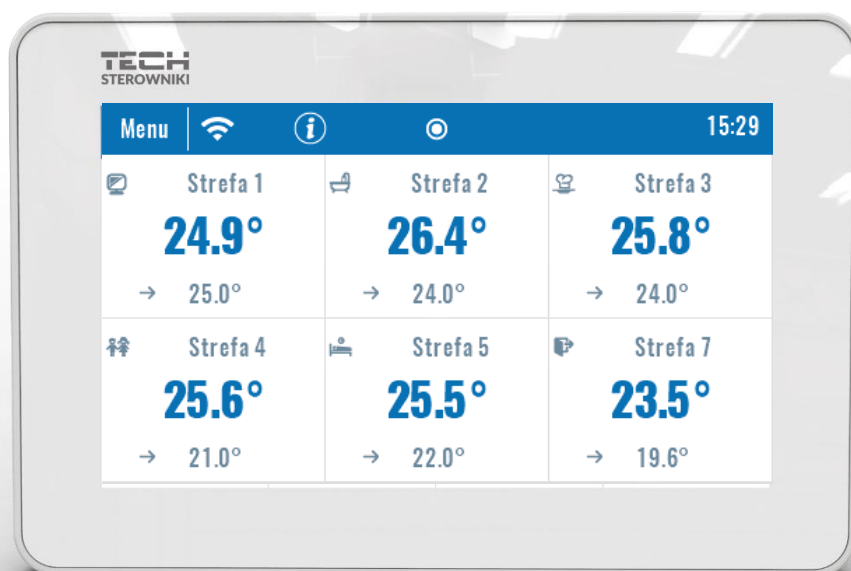 TECH
STEROWNIKI
Menu 15:29
Strefa 1 Strefa 2 Strefa 3
24.9° 26.4° 25.8°
→ 25.0° → 24.0° → 24.0°
Strefa 4 Strefa 5 Strefa 7
25.6° 25.5° 23.5°
→ 21.0° → 22.0° → 19.6°